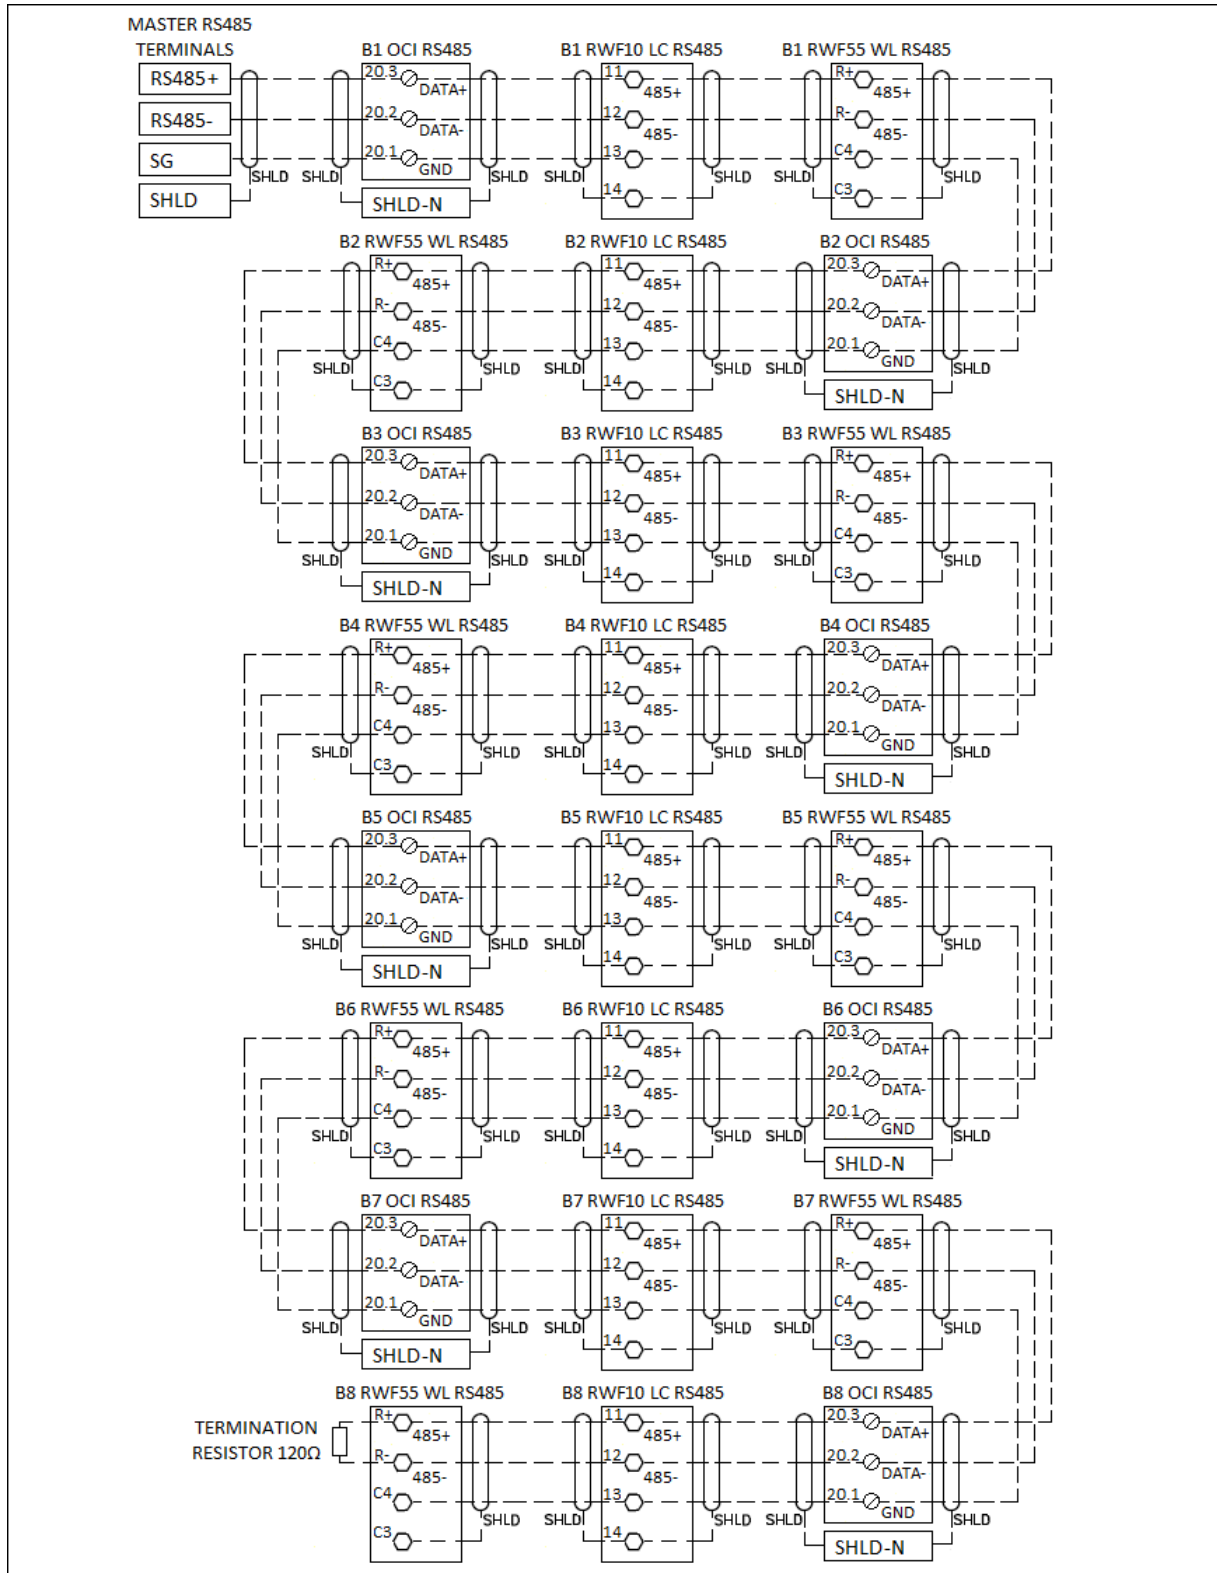 MASTER RS485
TERMINALS
B1 OCI RS485 B1 RWF10 LC RS485 B1 RWF55 WL RS485
RS485+ 20.3 DATA+ 11 485+ R+ 485+
RS485- 20.2 DATA- 12 485- R- 485-
SG 20.1 GND 13 C4
SHLD SHLD SHLD SHLD SHLD SHLD SHLD
SHLD SHLD-N 14 C3
B2 RWF55 WL RS485 B2 RWF10 LC RS485 B2 OCI RS485
R+ 485+ 11 485+ 20.3 DATA+
R- 485- 12 485- 20.2 DATA-
C4 13 20.1 GND
SHLD SHLD SHLD SHLD SHLD SHLD
C3 14 SHLD-N
B3 OCI RS485 B3 RWF10 LC RS485 B3 RWF55 WL RS485
20.3 DATA+ 11 485+ R+ 485+
20.2 DATA- 12 485- R- 485-
20.1 GND 13 C4
SHLD SHLD SHLD SHLD SHLD SHLD
SHLD-N 14 C3
B4 RWF55 WL RS485 B4 RWF10 LC RS485 B4 OCI RS485
R+ 485+ 11 485+ 20.3 DATA+
R- 485- 12 485- 20.2 DATA-
C4 13 20.1 GND
SHLD SHLD SHLD SHLD SHLD SHLD
C3 14 SHLD-N
B5 OCI RS485 B5 RWF10 LC RS485 B5 RWF55 WL RS485
20.3 DATA+ 11 485+ R+ 485+
20.2 DATA- 12 485- R- 485-
20.1 GND 13 C4
SHLD SHLD SHLD SHLD SHLD SHLD
SHLD-N 14 C3
B6 RWF55 WL RS485 B6 RWF10 LC RS485 B6 OCI RS485
R+ 485+ 11 485+ 20.3 DATA+
R- 485- 12 485- 20.2 DATA-
C4 13 20.1 GND
SHLD SHLD SHLD SHLD SHLD SHLD
C3 14 SHLD-N
B7 OCI RS485 B7 RWF10 LC RS485 B7 RWF55 WL RS485
20.3 DATA+ 11 485+ R+ 485+
20.2 DATA- 12 485- R- 485-
20.1 GND 13 C4
SHLD SHLD SHLD SHLD SHLD SHLD
SHLD-N 14 C3
B8 RWF55 WL RS485 B8 RWF10 LC RS485 B8 OCI RS485
TERMINATION R+ 485+ 11 485+ 20.3 DATA+
RESISTOR 120Ω R- 485- 12 485- 20.2 DATA-
C4 13 20.1 GND
SHLD SHLD SHLD SHLD SHLD
C3 14 SHLD-N